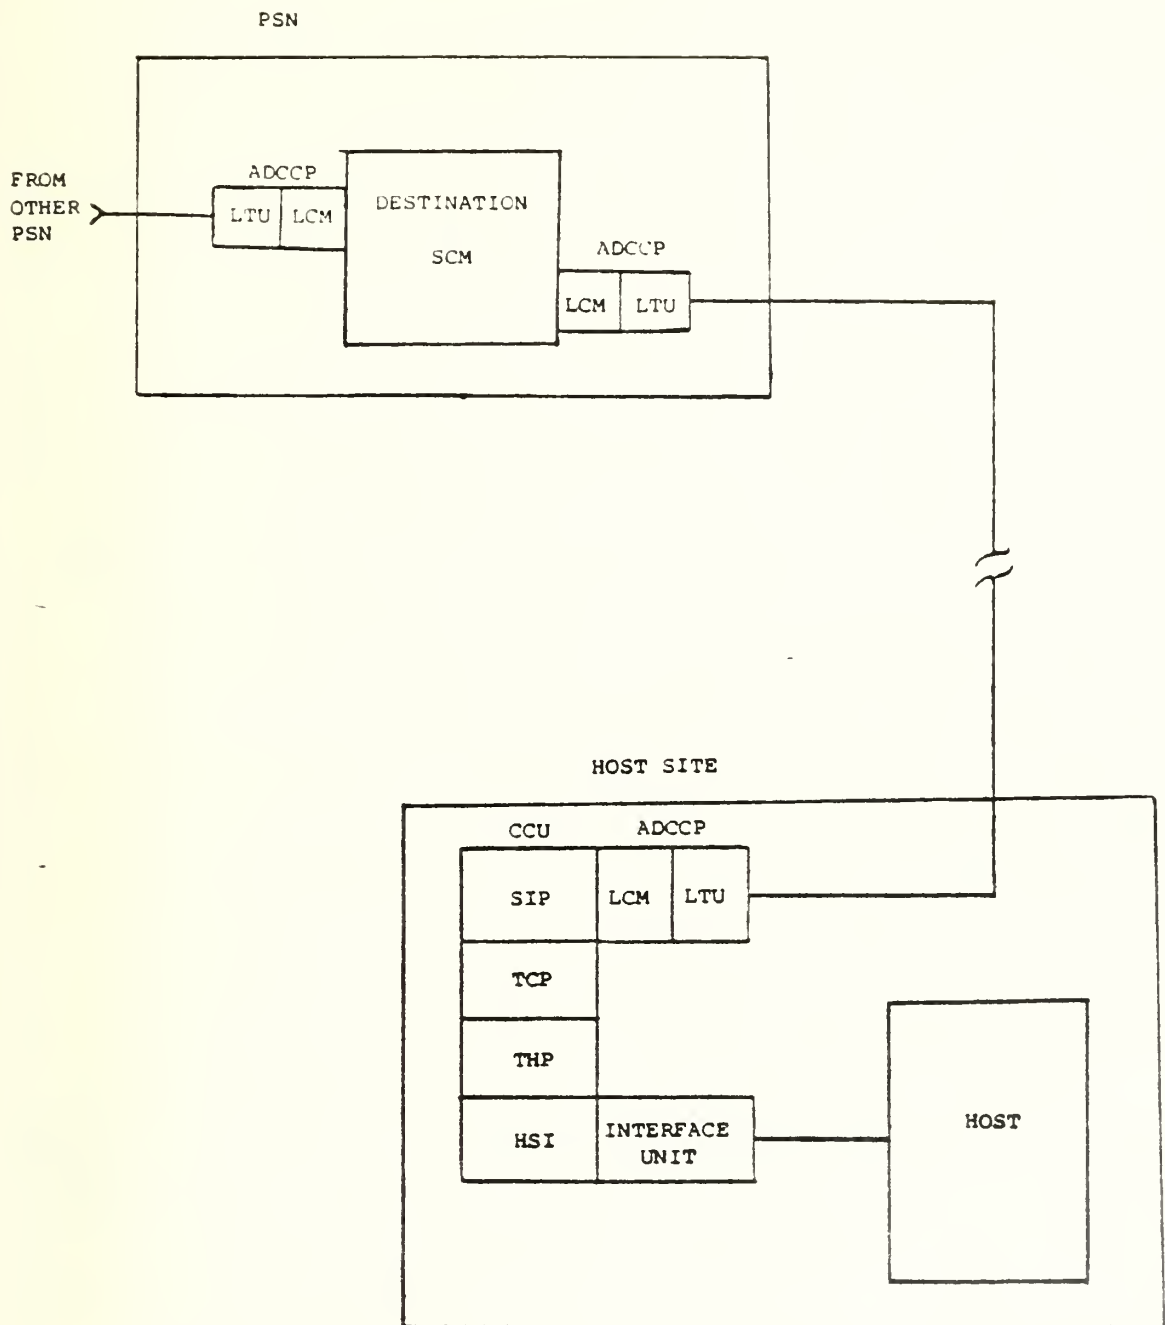 PSN
FROM
OTHER
PSN
ADCCP
LTU LCM
DESTINATION
SCM
ADCCP
LCM LTU
HOST SITE
CCU
ADCCP
SIP
LCM LTU
TCP
THP
HSI
INTERFACE
UNIT
HOST